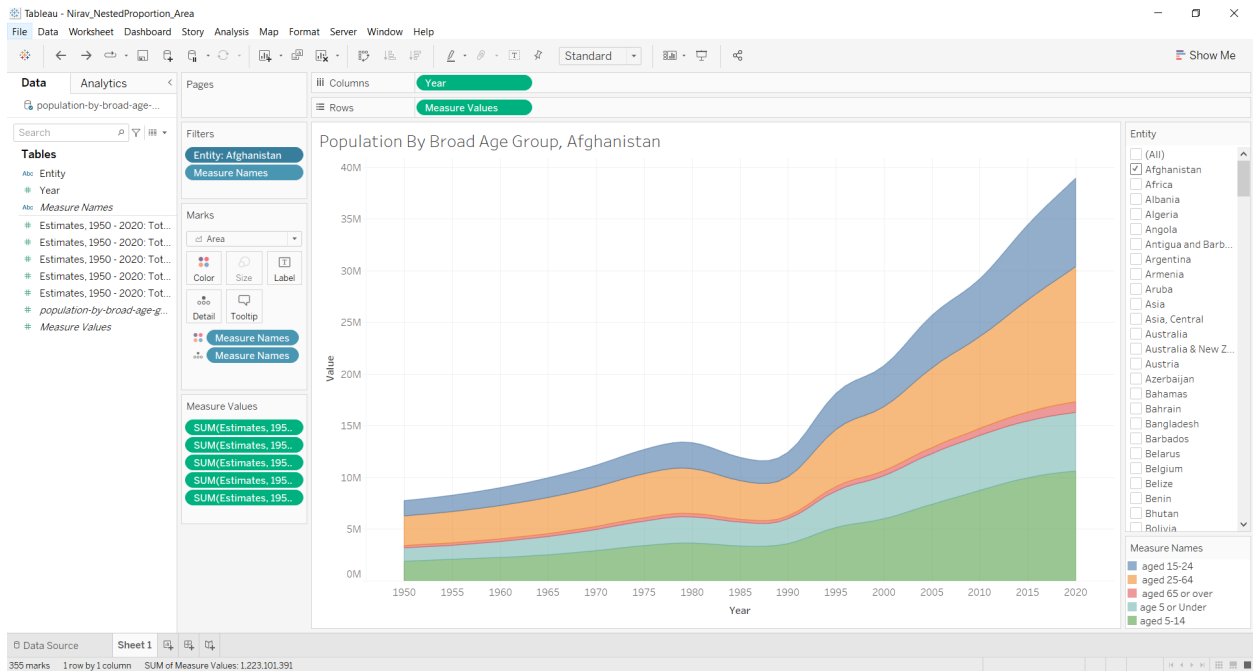 Tableau - Nirav_NestedProportion_Area
File Data Worksheet Dashboard Story Analysis Map Format Server Window Help
Standard
Show Me
Data Analytics
population-by-broad-age-...
Search
Tables
Abc Entity
# Year
Abc Measure Names
# Estimates, 1950 - 2020: Tot...
# Estimates, 1950 - 2020: Tot...
# Estimates, 1950 - 2020: Tot...
# Estimates, 1950 - 2020: Tot...
# Estimates, 1950 - 2020: Tot...
# population-by-broad-age-g...
# Measure Values
Pages
Filters
Entity: Afghanistan
Measure Names
Marks
Area
Color Size Label
Detail Tooltip
Measure Names
Measure Names
Measure Values
SUM(Estimates, 195..
SUM(Estimates, 195..
SUM(Estimates, 195..
SUM(Estimates, 195..
SUM(Estimates, 195..
Columns Year
Rows Measure Values
Population By Broad Age Group, Afghanistan
40M
35M
30M
25M
20M
15M
10M
5M
0M
Value
1950 1955 1960 1965 1970 1975 1980 1985 1990 1995 2000 2005 2010 2015 2020
Year
Entity
(All)
Afghanistan
Africa
Albania
Algeria
Angola
Antigua and Barb...
Argentina
Armenia
Aruba
Asia
Asia, Central
Australia
Australia & New Z...
Austria
Azerbaijan
Bahamas
Bahrain
Bangladesh
Barbados
Belarus
Belgium
Belize
Benin
Bhutan
Bolivia
Measure Names
aged 15-24
aged 25-64
aged 65 or over
age 5 or Under
aged 5-14
Data Source Sheet 1
355 marks 1 row by 1 column SUM of Measure Values: 1,223,101,391